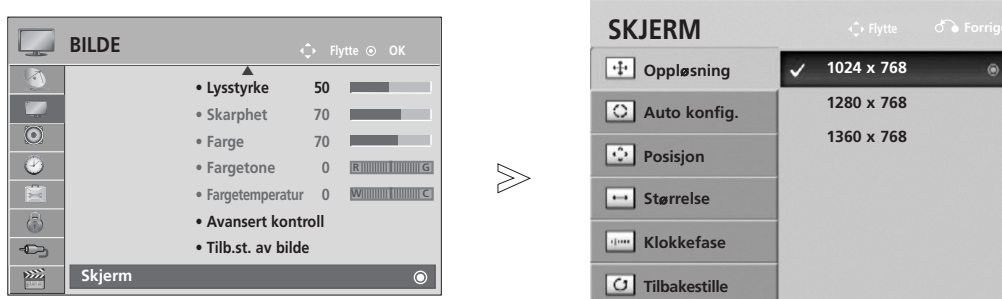 BILDE
Flytte OK
• Lysstyrke 50
• Skarphet 70
• Farge 70
• Fargetone 0 R G
• Fargetemperatur 0 W C
• Avansert kontroll
• Tilb.st. av bilde
Skjerm
SKJERM
Flytte Forrige
Oppløsning
Auto konfig.
Posisjon
Størrelse
Klokkefase
Tilbakestille
1024 x 768
1280 x 768
1360 x 768